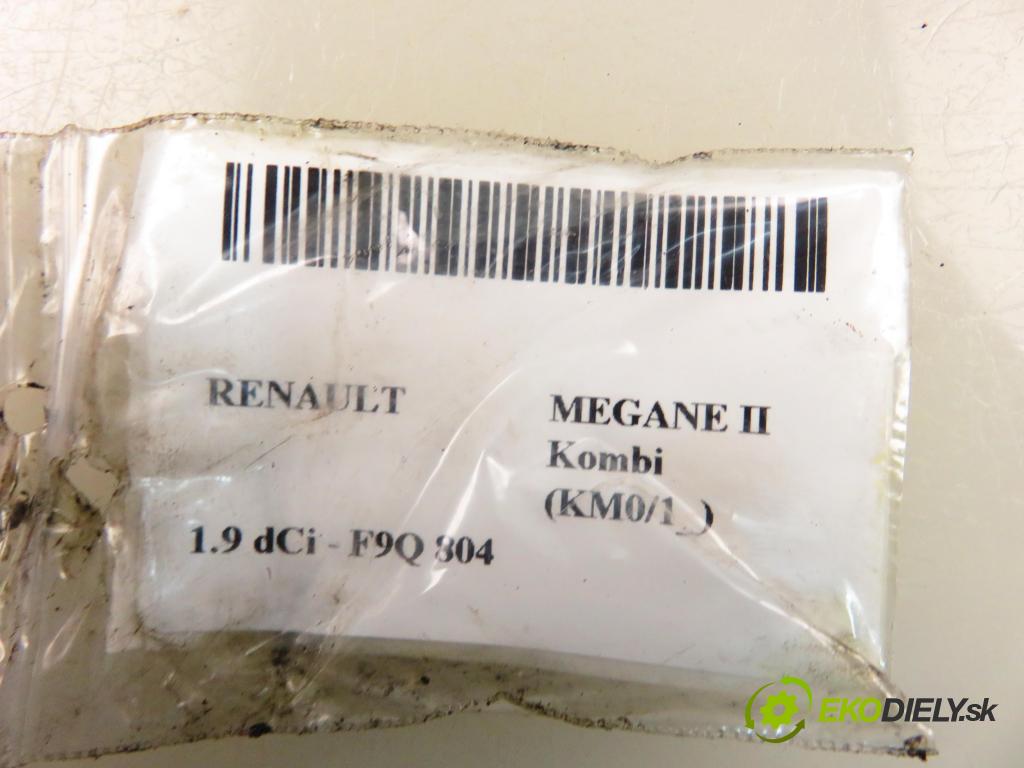 RENAULT
MEGANE II
Kombi
(KM0/1_)
1.9 dCi - F9Q 804
EKODIELY.sk